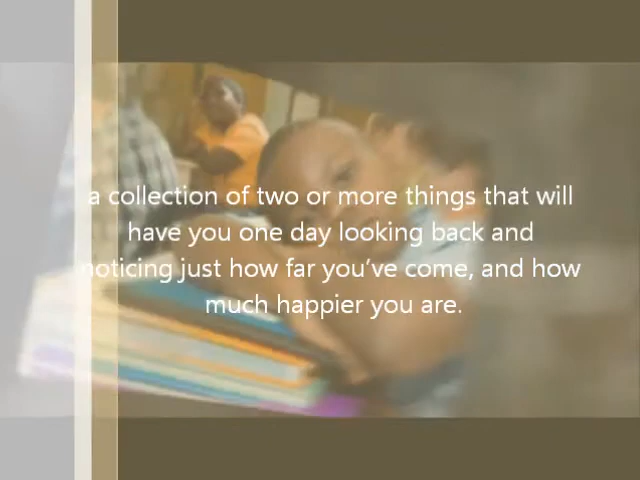 a collection of two or more things that will
have you one day looking back and
noticing just how far you’ve come, and how
much happier you are.